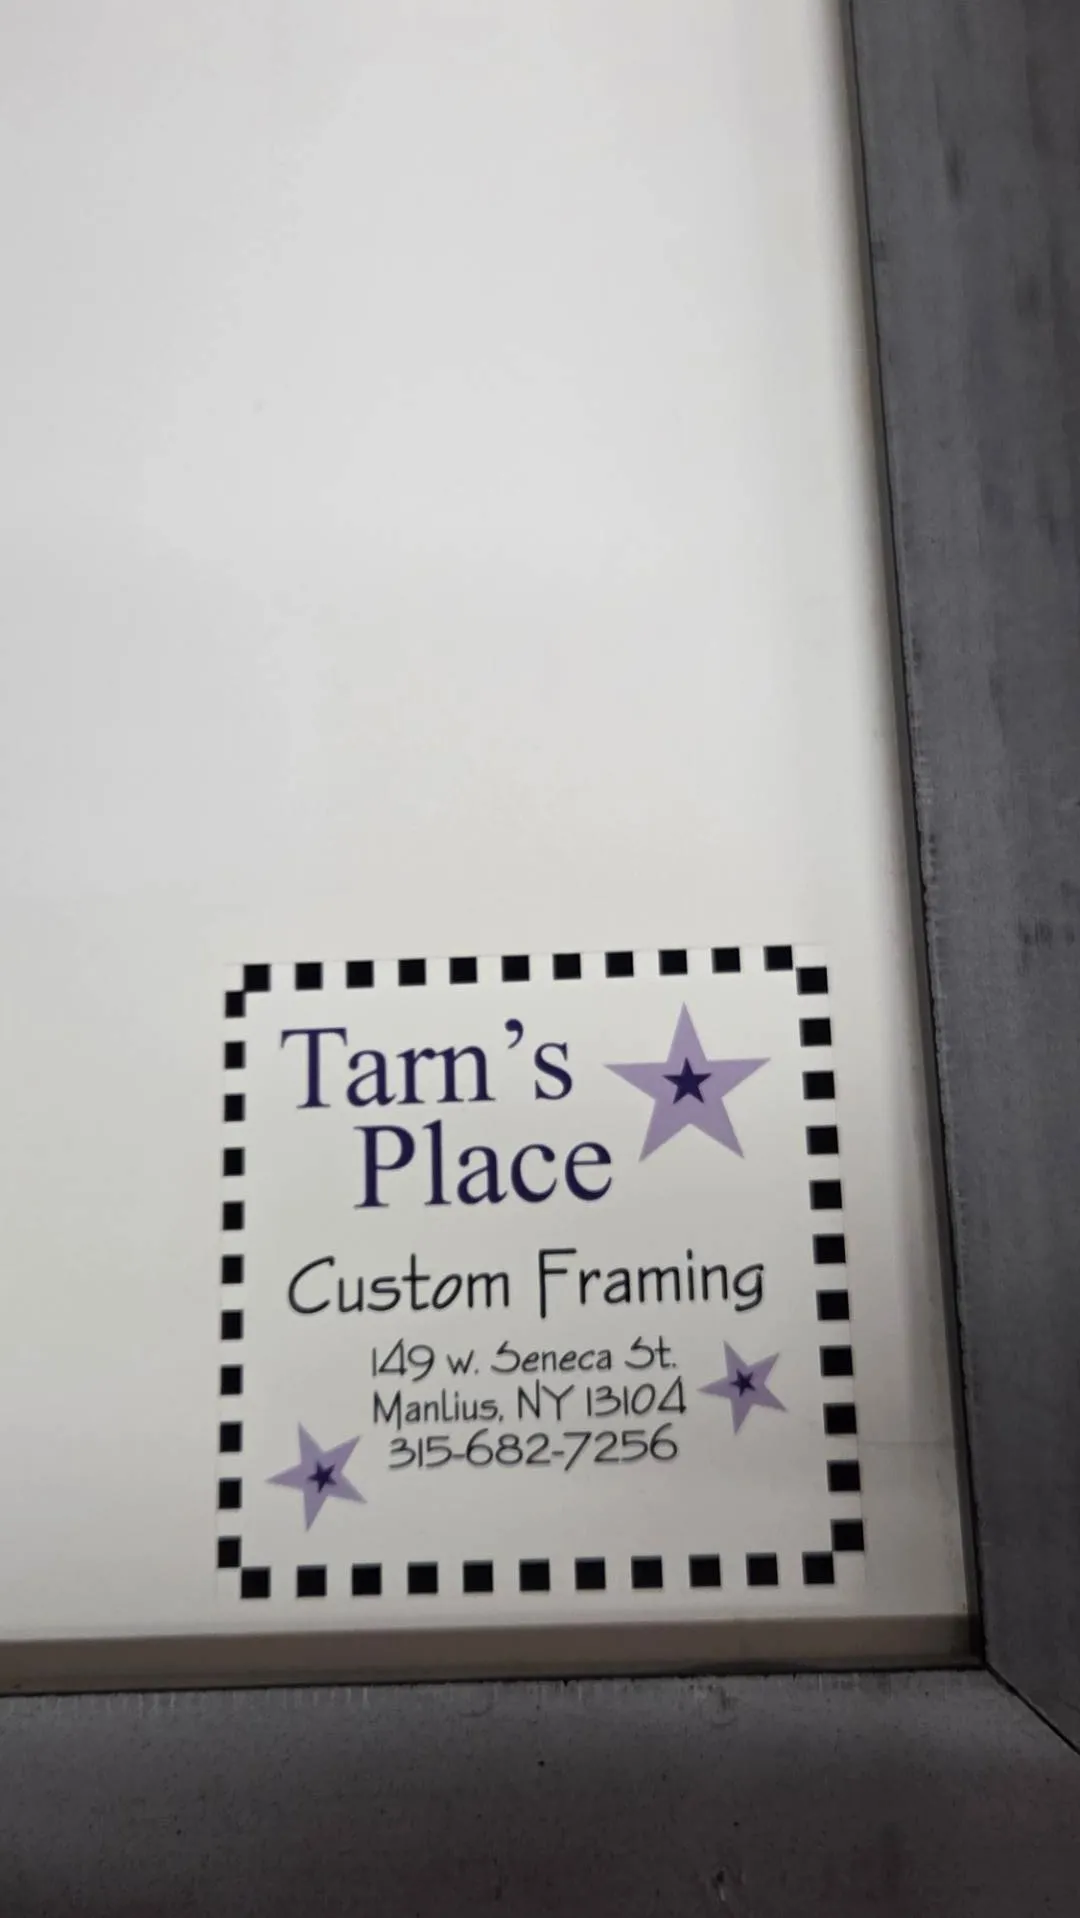 Tarn's
Place
Custom Framing
149 W. Seneca St.
Manlius, NY 13104
315-682-7256